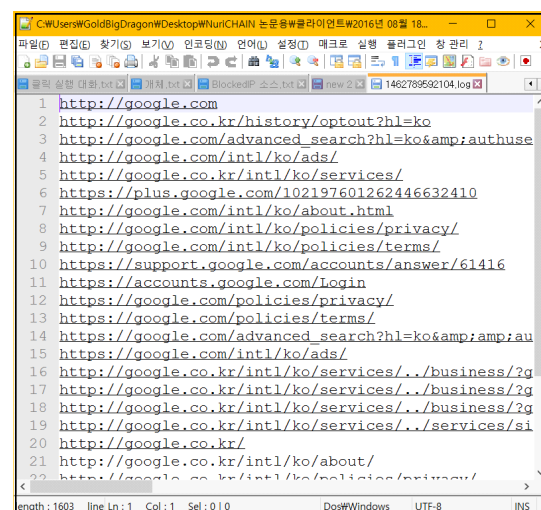 C:₩Users₩GoldBigDragon₩Desktop₩NurlCHAIN 논문용₩클라이언트₩2016년 08월 18...
파일(F) 편집(E) 찾기(S) 보기(V) 인코딩(N) 언어(L) 설정(T) 매크로 실행 플러그인 창 관리 ?
클릭 실행 대화.txt 개체.txt BlockedIP 소스.txt new 2 1462789592104.log
1 http://google.com
2 http://google.co.kr/history/optout?hl=ko
3 http://google.com/advanced_search?hl=ko&amp;authuse
4 http://google.com/intl/ko/ads/
5 http://google.co.kr/intl/ko/services/
6 https://plus.google.com/102197601262446632410
7 http://google.com/intl/ko/about.html
8 http://google.com/intl/ko/policies/privacy/
9 http://google.com/intl/ko/policies/terms/
10 https://support.google.com/accounts/answer/61416
11 https://accounts.google.com/Login
12 https://google.com/policies/privacy/
13 https://google.com/policies/terms/
14 https://google.com/advanced_search?hl=ko&amp;amp;au
15 https://google.com/intl/ko/ads/
16 http://google.co.kr/intl/ko/services/../business/?g
17 http://google.co.kr/intl/ko/services/../business/?g
18 http://google.co.kr/intl/ko/services/../business/?g
19 http://google.co.kr/intl/ko/services/../services/si
20 http://google.co.kr/
21 http://google.co.kr/intl/ko/about/
22 http://google.co.kr/intl/ko/policies/privacy/
ength : 1603 line Ln : 1 Col : 1 Sel : 0 | 0 Dos₩Windows UTF-8 INS